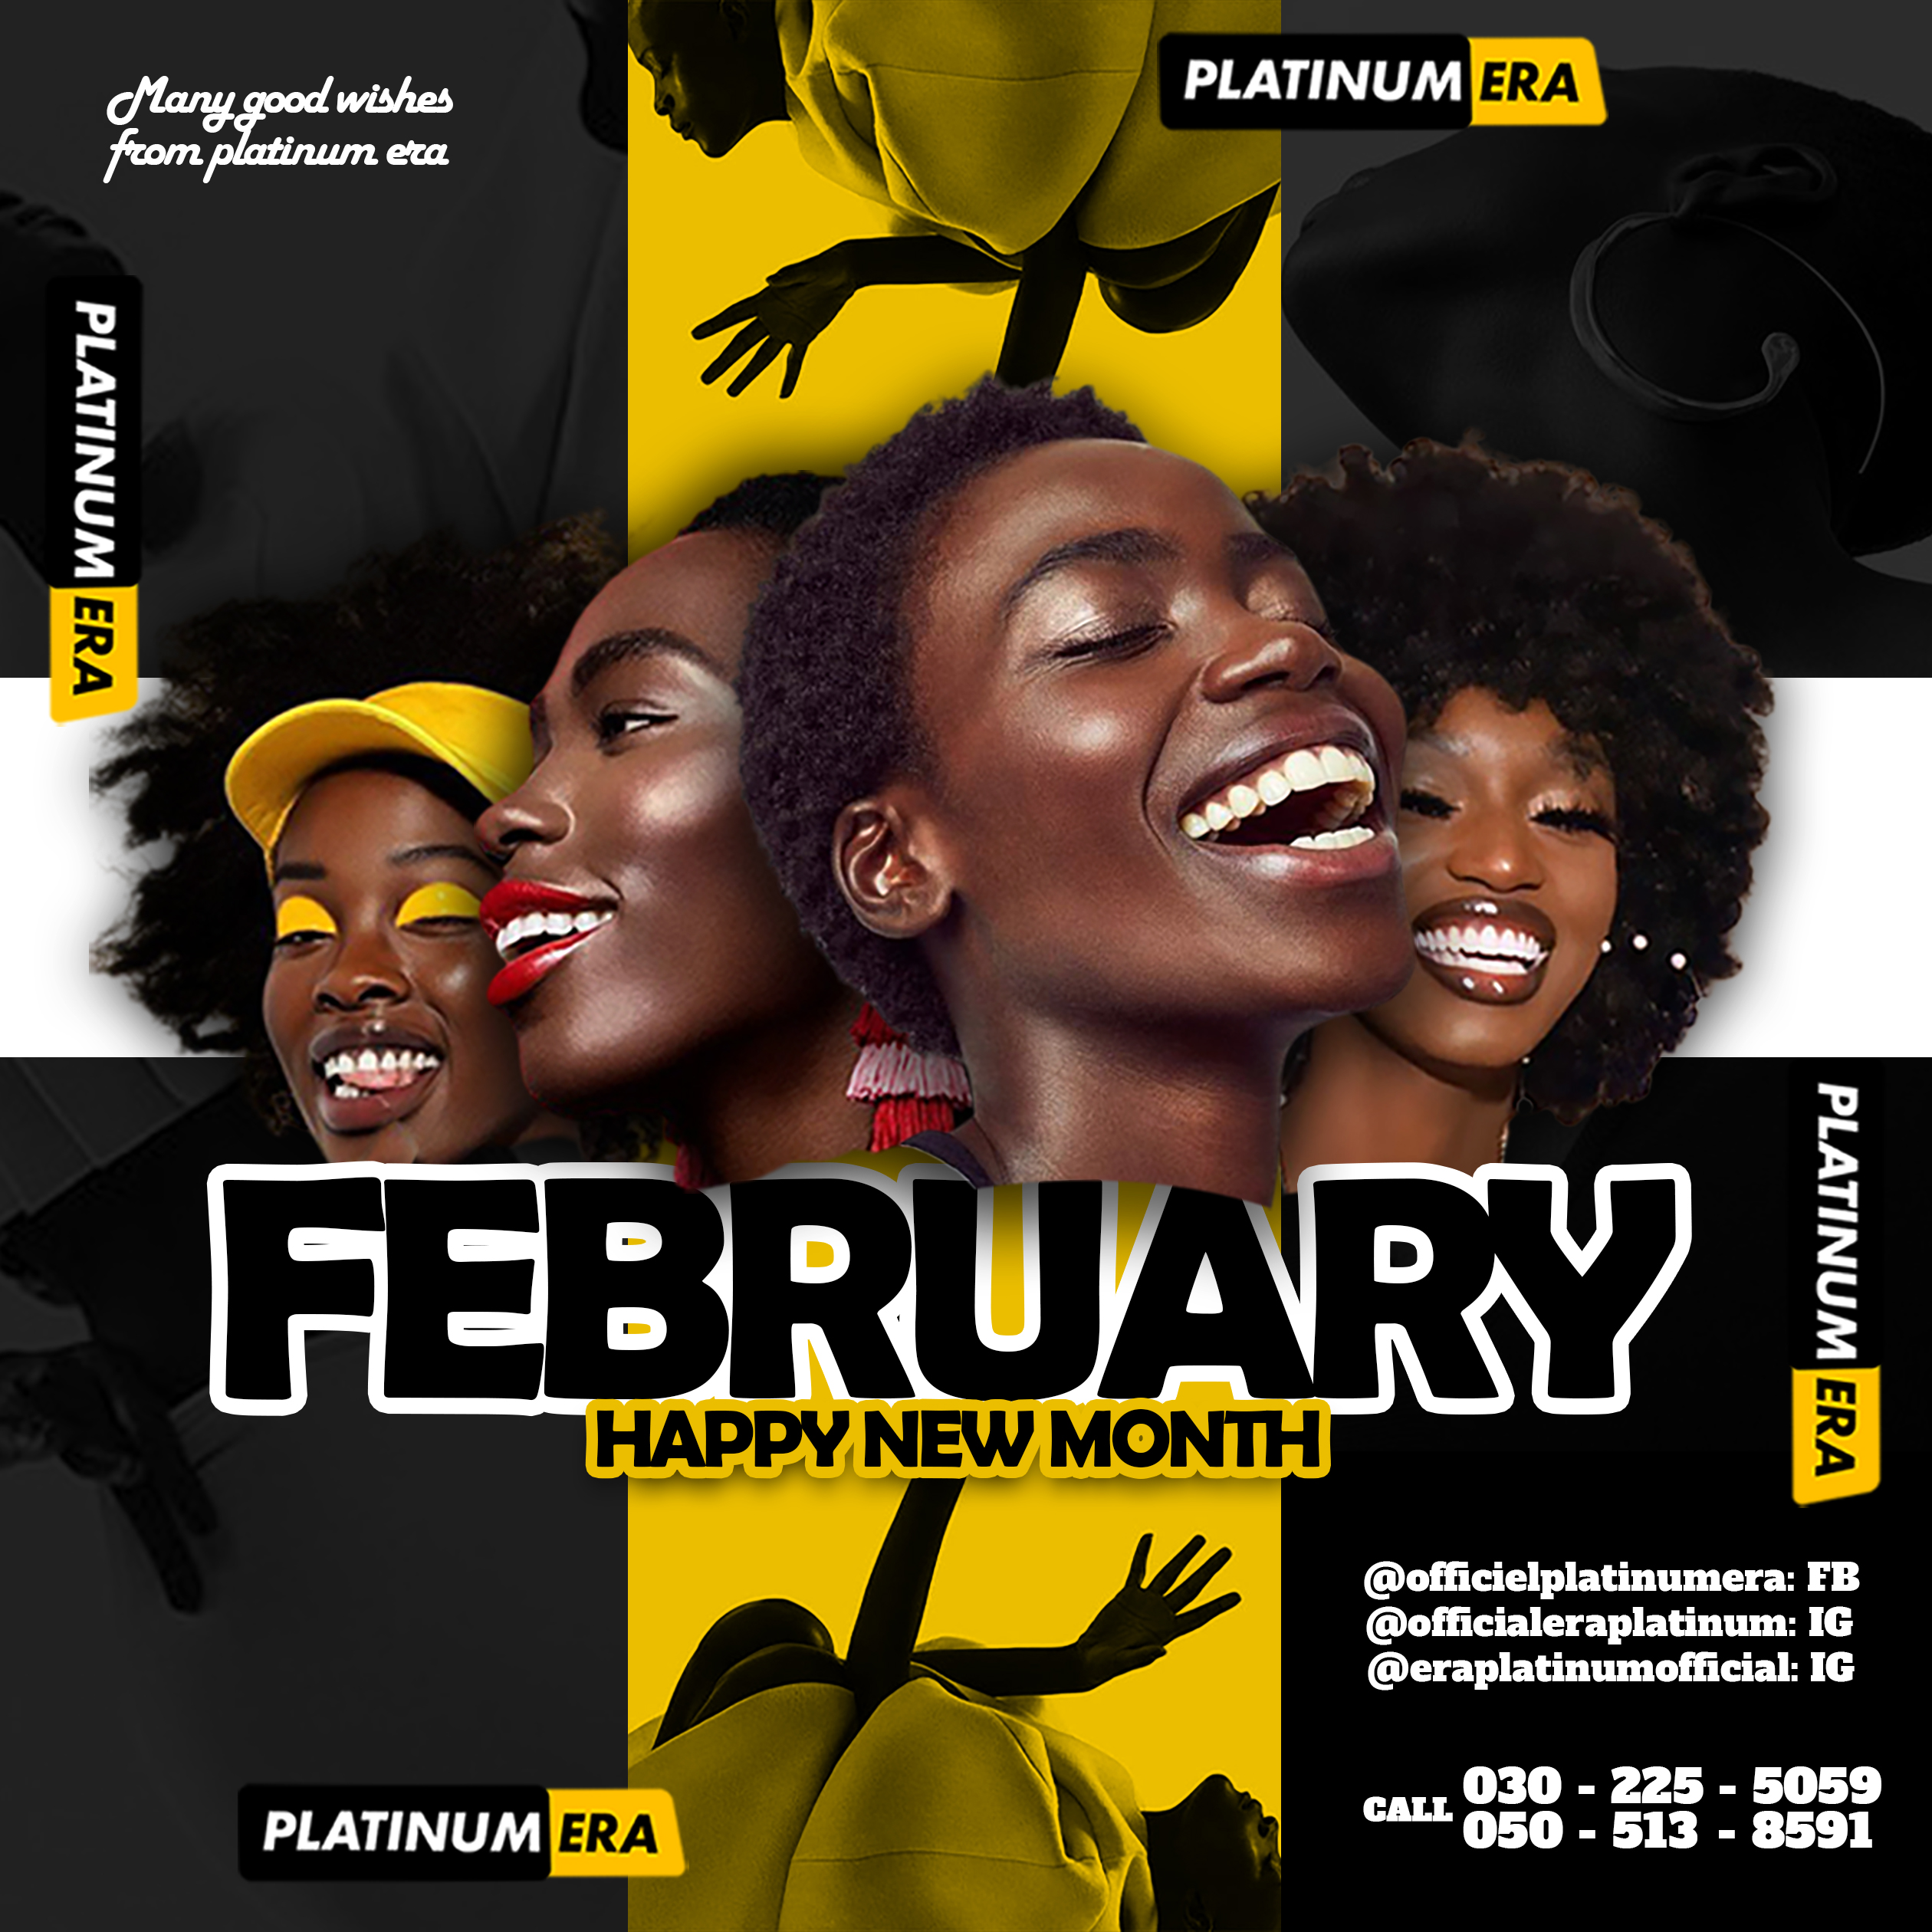 Many good wishes
from platinum era
PLATINUM ERA
PLATINUM ERA
FEBRUARY
HAPPY NEW MONTH
PLATINUM ERA
@officielplatinumera: FB
@officialeraplatinum: IG
@eraplatinumofficial: IG
CALL 030 - 225 - 5059
050 - 513 - 8591
PLATINUM ERA